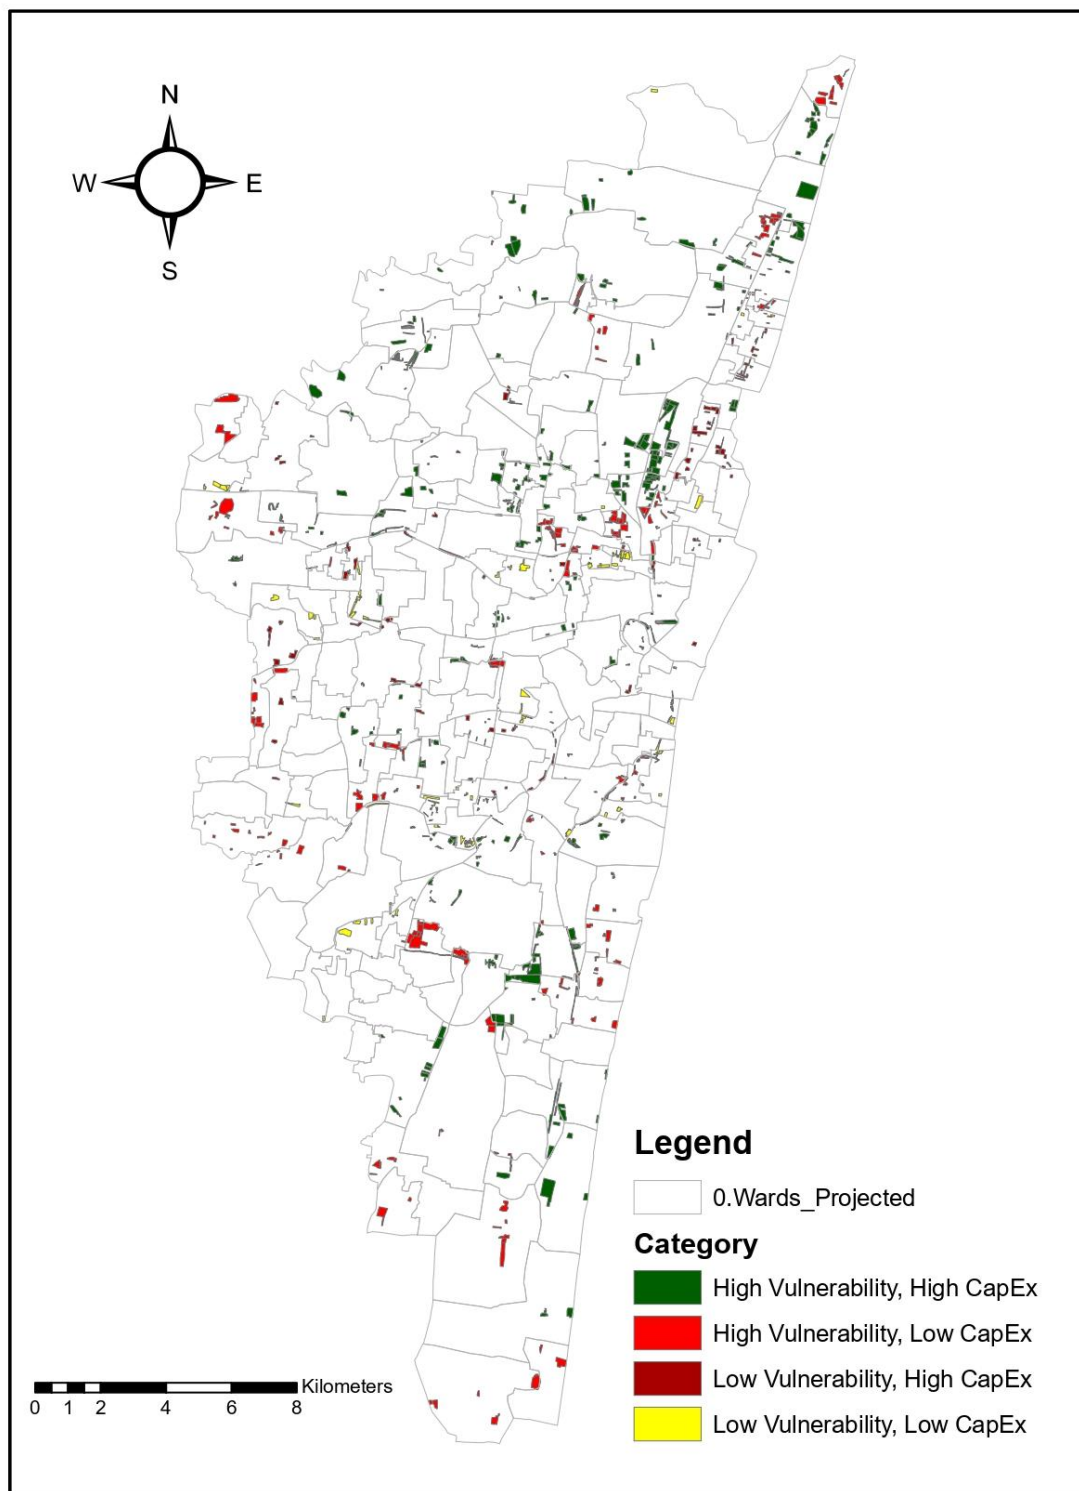 N
W E
S
Legend
0.Wards_Projected
Category
High Vulnerability, High CapEx
High Vulnerability, Low CapEx
Low Vulnerability, High CapEx
Low Vulnerability, Low CapEx
Kilometers
0 1 2 4 6 8